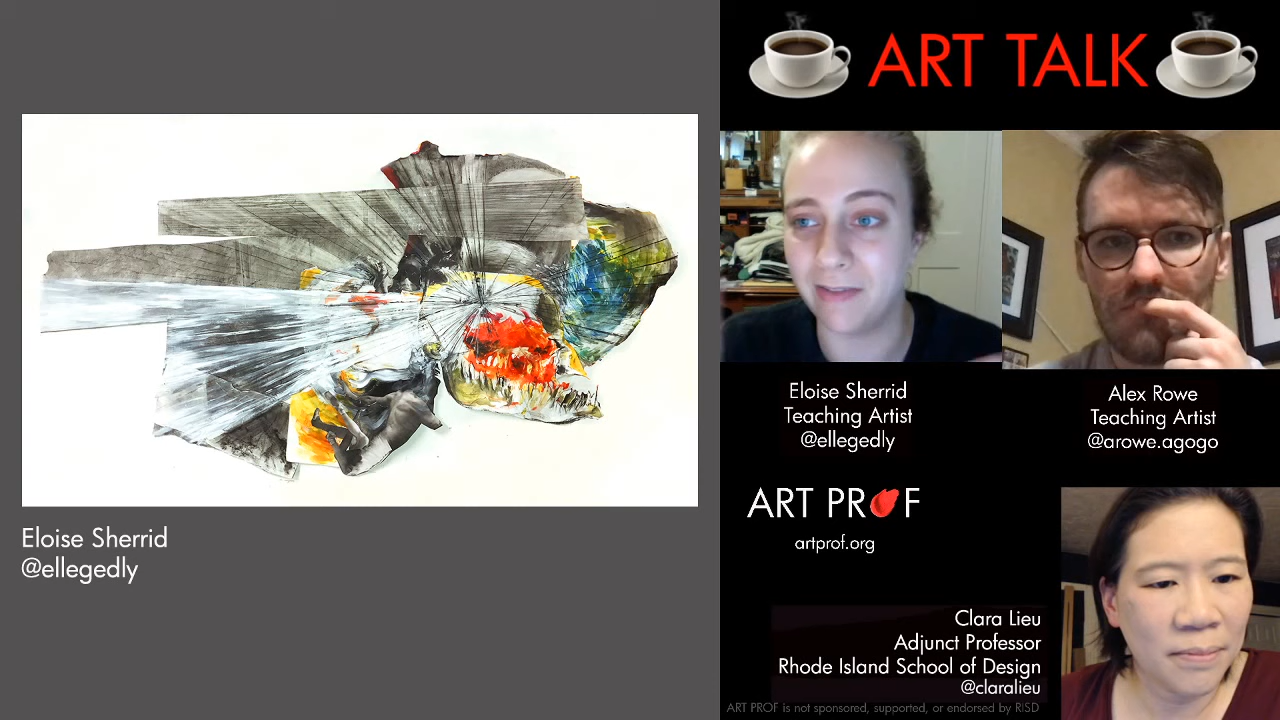 ART TALK
Eloise Sherrid
Teaching Artist
@ellegedly
Alex Rowe
Teaching Artist
@arowe.agogo
Eloise Sherrid
@ellegedly
ART PROF
artprof.org
Clara Lieu
Adjunct Professor
Rhode Island School of Design
@claralieu
ART PROF is not sponsored, supported, or endorsed by RISD